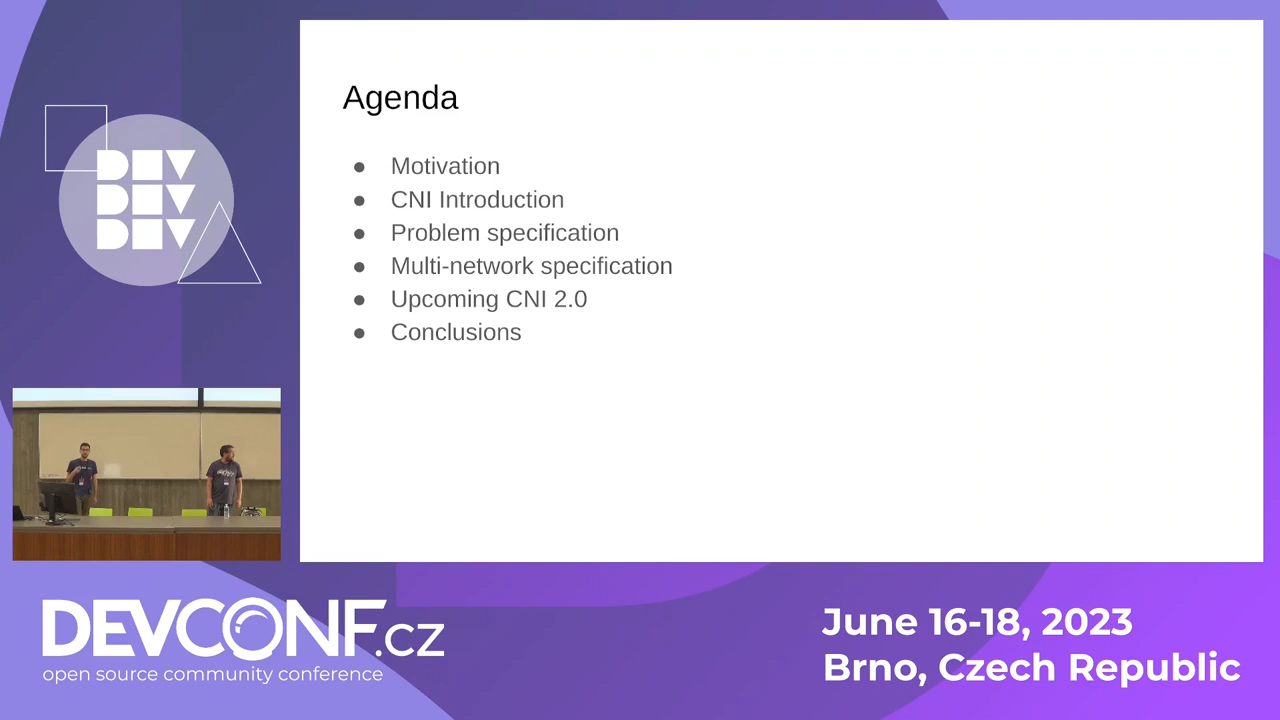 DEV
DEV
DEV
Agenda
● Motivation
● CNI Introduction
● Problem specification
● Multi-network specification
● Upcoming CNI 2.0
● Conclusions
DEVCONF.cz
open source community conference
June 16-18, 2023
Brno, Czech Republic